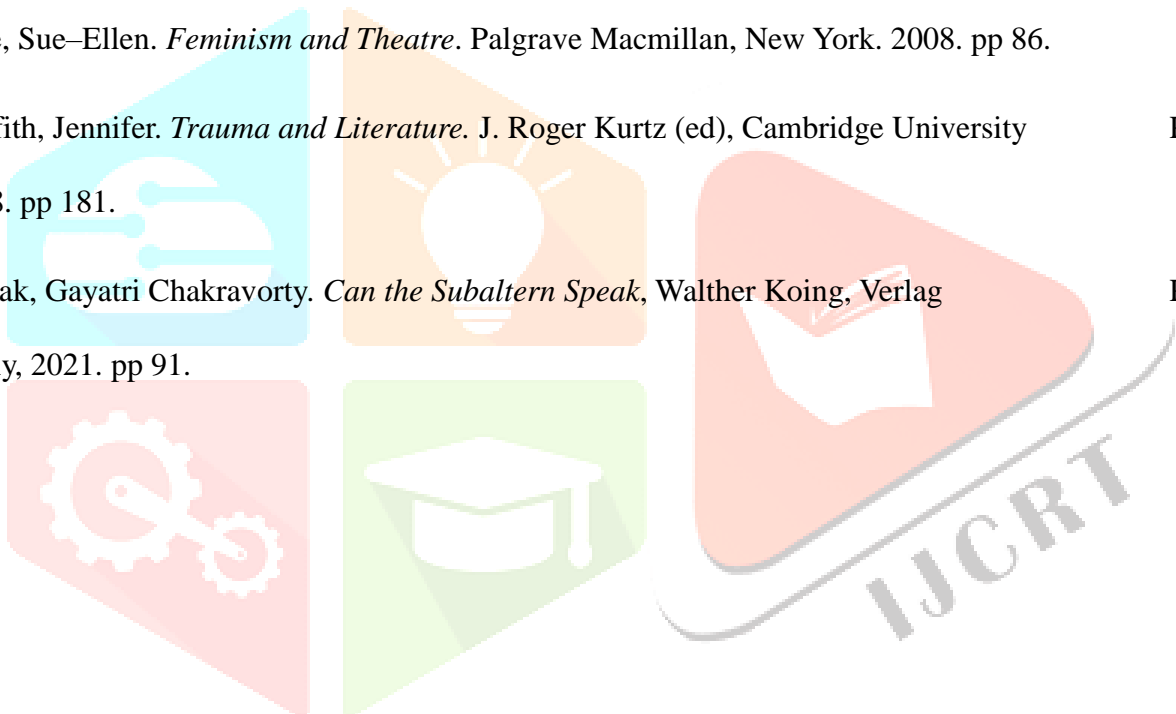 e, Sue–Ellen. Feminism and Theatre. Palgrave Macmillan, New York. 2008. pp 86.
fith, Jennifer. Trauma and Literature. J. Roger Kurtz (ed), Cambridge University
8. pp 181.
ak, Gayatri Chakravorty. Can the Subaltern Speak, Walther Koing, Verlag
y, 2021. pp 91.
IJCRT